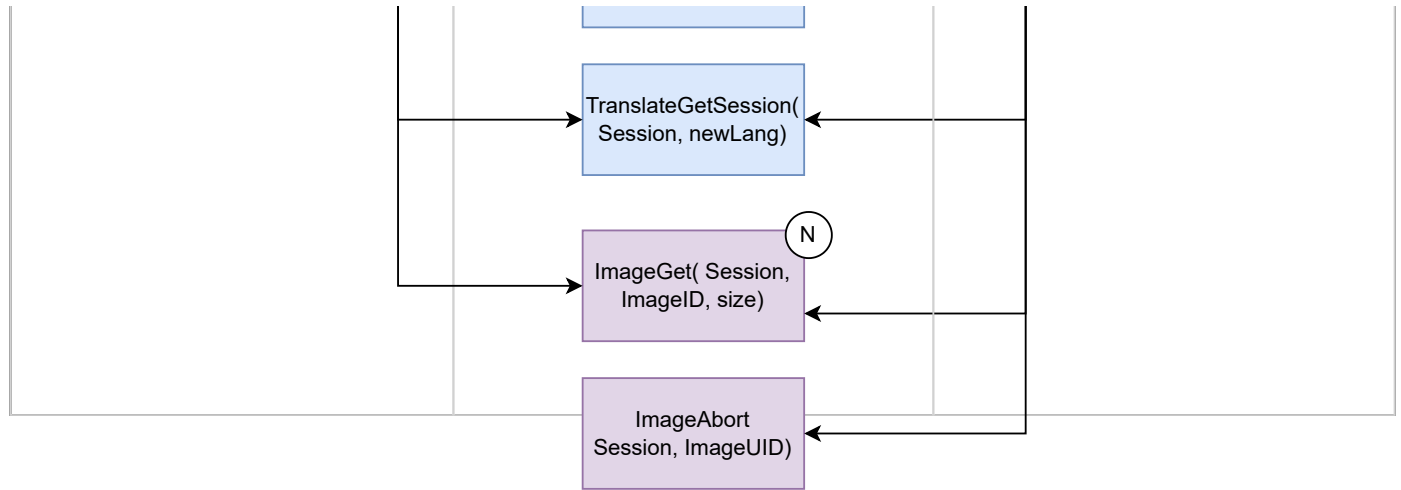 TranslateGetSession(
Session, newLang)
N
ImageGet( Session,
ImageID, size)
ImageAbort
Session, ImageUID)